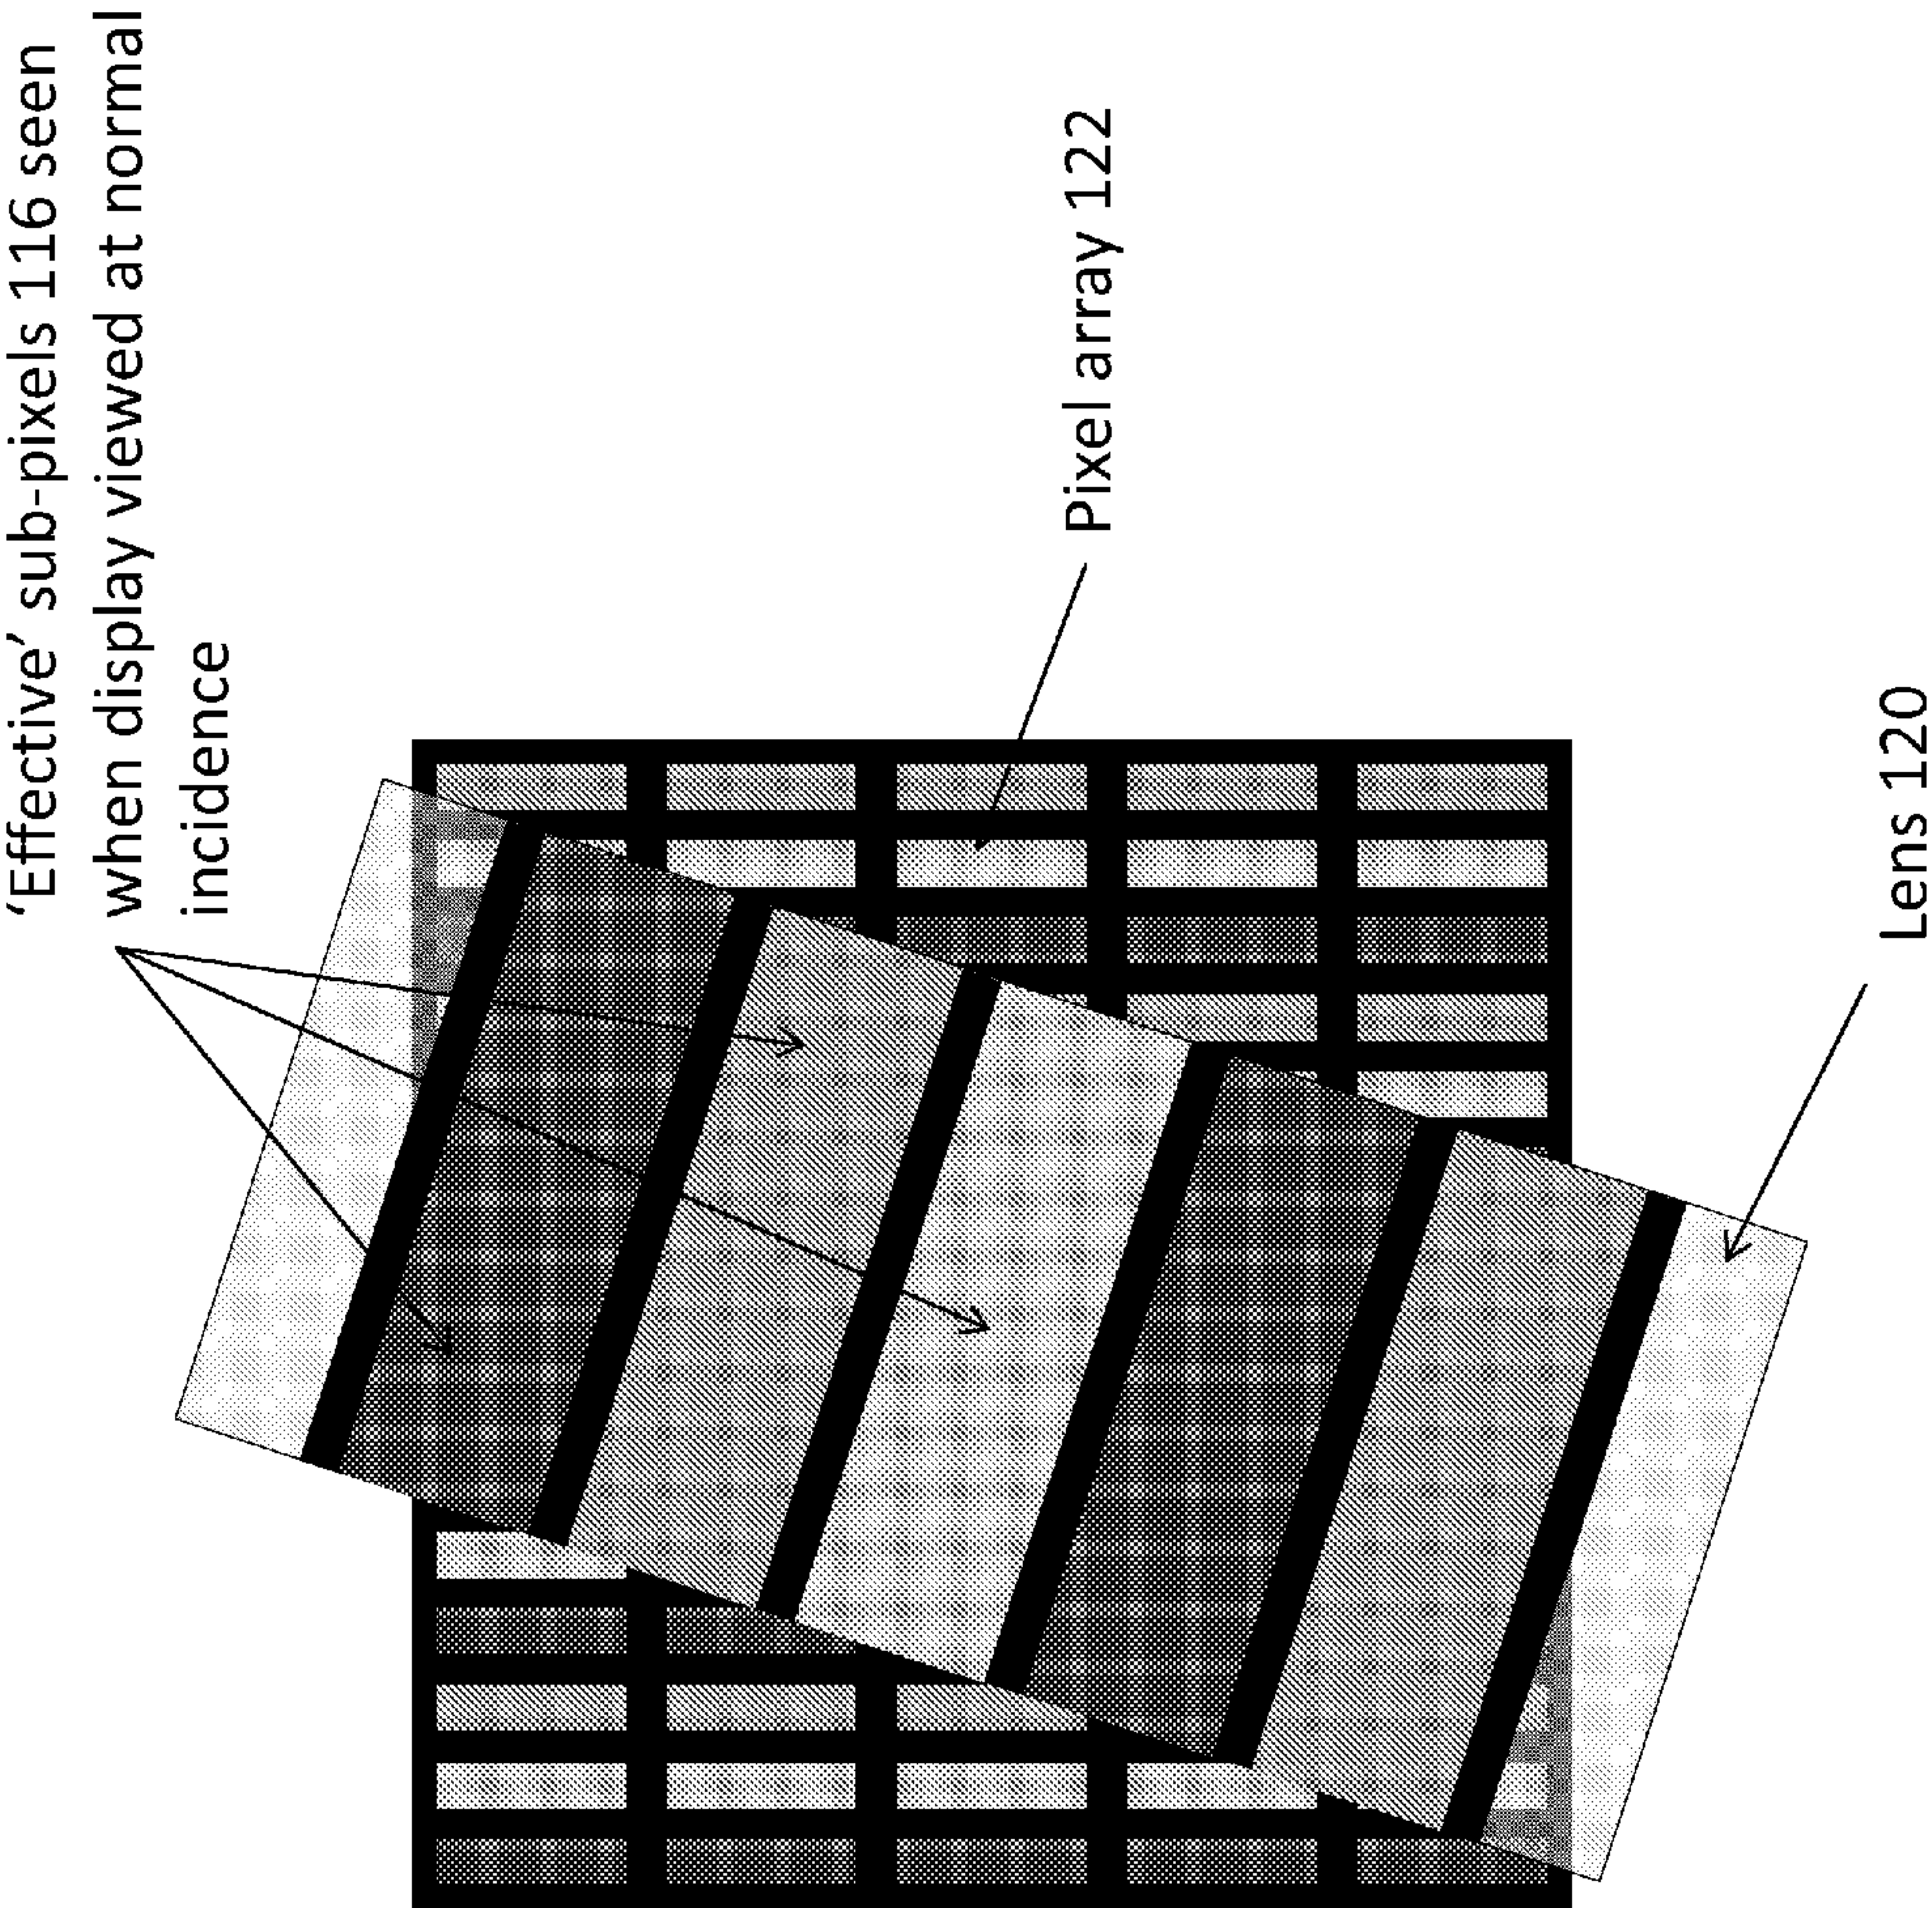 ‘Effective’ sub-pixels 116 seen
when display viewed at normal
incidence
Pixel array 122
Lens 120